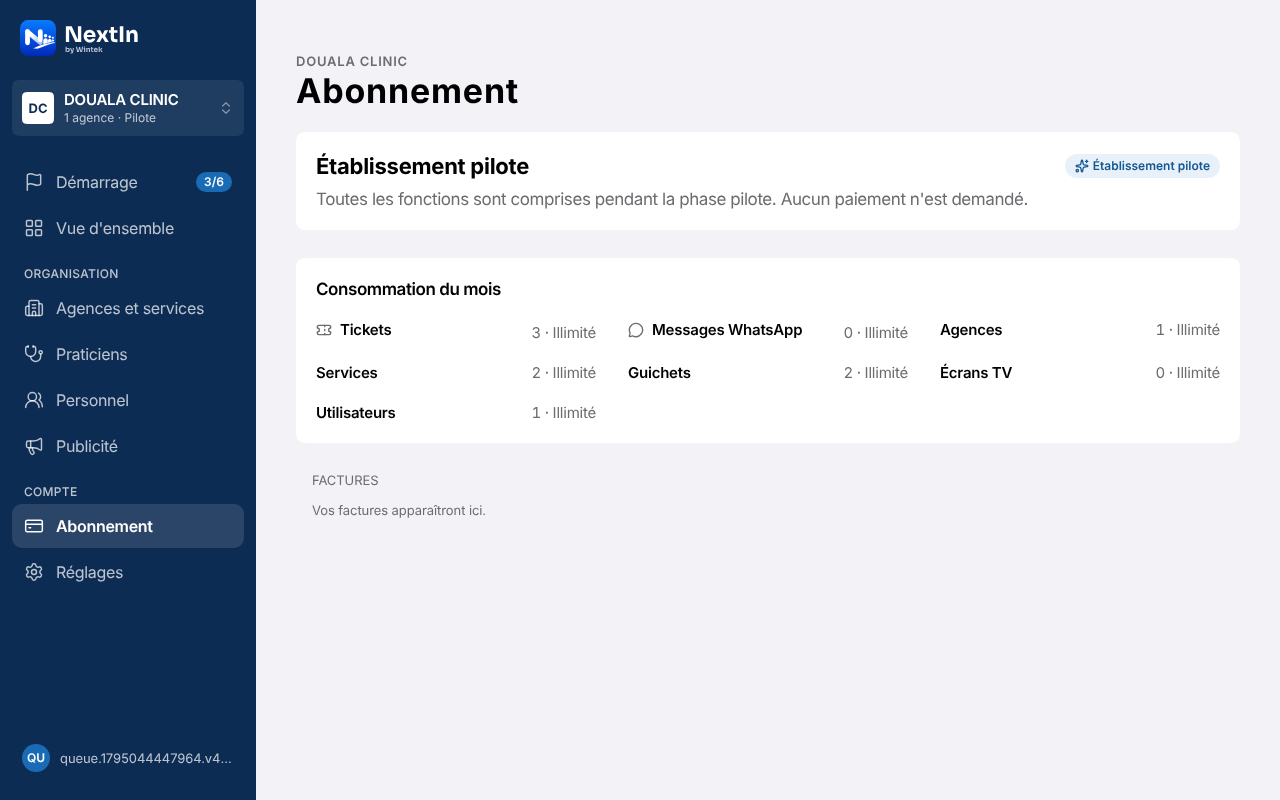 NextIn
by Wintek
DC
DOUALA CLINIC
1 agence · Pilote
Démarrage
3/6
Vue d'ensemble
ORGANISATION
Agences et services
Praticiens
Personnel
Publicité
COMPTE
Abonnement
Réglages
QU
queue.1795044447964.v4...
DOUALA CLINIC
Abonnement
Établissement pilote
Établissement pilote
Toutes les fonctions sont comprises pendant la phase pilote. Aucun paiement n'est demandé.
Consommation du mois
Tickets 3 · Illimité
Messages WhatsApp 0 · Illimité
Agences 1 · Illimité
Services 2 · Illimité
Guichets 2 · Illimité
Écrans TV 0 · Illimité
Utilisateurs 1 · Illimité
FACTURES
Vos factures apparaîtront ici.